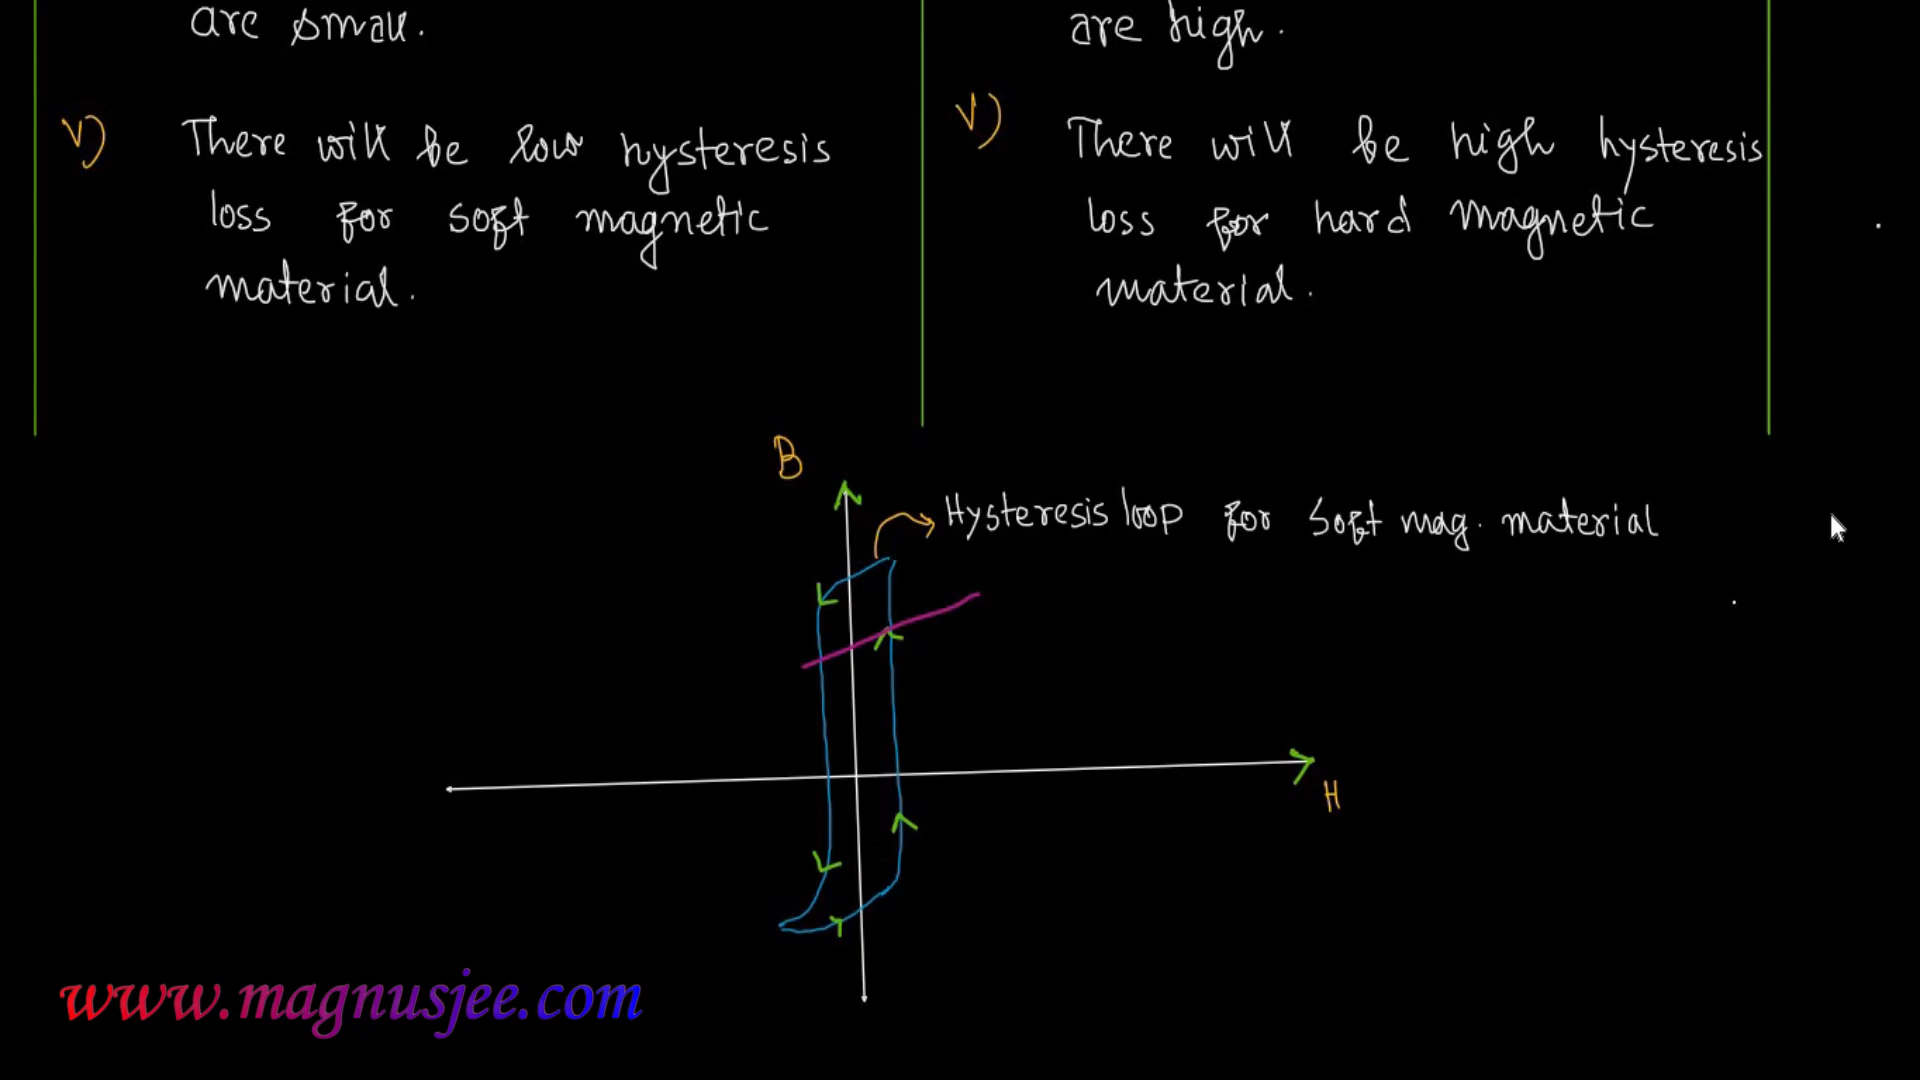 are small.
are high.
V) There will be low hysteresis
loss for soft magnetic
material.
V) There will be high hysteresis
loss for hard magnetic
material.
B
Hysteresis loop for soft mag. material
H
www.magnusjee.com